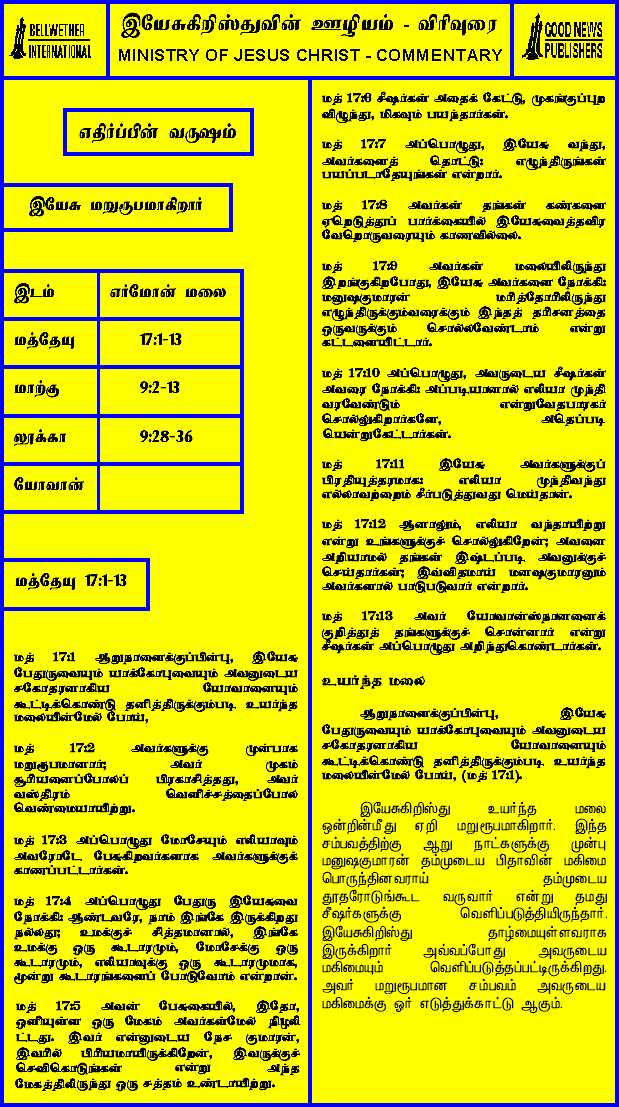 BELLWETHER
INTERNATIONAL
இயேசுகிறிஸ்துவின் ஊழியம் - விரிவுரை
MINISTRY OF JESUS CHRIST - COMMENTARY
GOOD NEWS
PUBLISHERS
எதிர்ப்பின் வருஷம்
இயேசு மறுரூபமாகிறார்
இடம் எர்மோன் மலை
மத்தேயு 17:1-13
மாற்கு 9:2-13
லூக்கா 9:28-36
யோவான்
மத்தேயு 17:1-13
மத் 17:1 ஆறுநாளைக்குப்பின்பு, இயேசு
பேதுருவையும் யாக்கோபுவையும் அவனுடைய
சகோதரனாகிய யோவானையும்
கூட்டிக்கொண்டு தனித்திருக்கும்படி உயர்ந்த
மலையின்மேல் போய்,
மத் 17:2 அவர்களுக்கு முன்பாக
மறுரூபமானார்; அவர் முகம்
சூரியனைப்போலப் பிரகாசித்தது, அவர்
வஸ்திரம் வெளிச்சத்தைப்போல
வெண்மையாயிற்று.
மத் 17:3 அப்பொழுது மோசேயும் எலியாவும்
அவரோடே பேசுகிறவர்களாக அவர்களுக்குக்
காணப்பட்டார்கள்.
மத் 17:4 அப்பொழுது பேதுரு இயேசுவை
நோக்கி: ஆண்டவரே, நாம் இங்கே இருக்கிறது
நல்லது; உமக்குச் சித்தமானால், இங்கே
உமக்கு ஒரு கூடாரமும், மோசேக்கு ஒரு
கூடாரமும், எலியாவுக்கு ஒரு கூடாரமுமாக,
மூன்று கூடாரங்களைப் போடுவோம் என்றான்.
மத் 17:5 அவன் பேசுகையில், இதோ,
ஒளியுள்ள ஒரு மேகம் அவர்கள்மேல் நிழலி
ட்டது. இவர் என்னுடைய நேச குமாரன்,
இவரில் பிரியமாயிருக்கிறேன், இவருக்குச்
செவிகொடுங்கள் என்று அந்த
மேகத்திலிருந்து ஒரு சத்தம் உண்டாயிற்று.
மத் 17:6 சீஷர்கள் அதைக் கேட்டு, முகங்குப்புற
விழுந்து, மிகவும் பயந்தார்கள்.
மத் 17:7 அப்பொழுது, இயேசு வந்து,
அவர்களைத் தொட்டு: எழுந்திருங்கள்
பயப்படாதேயுங்கள் என்றார்.
மத் 17:8 அவர்கள் தங்கள் கண்களை
ஏறெடுத்துப் பார்க்கையில் இயேசுவைத்தவிர
வேறொருவரையும் காணவில்லை.
மத் 17:9 அவர்கள் மலையிலிருந்து
இறங்குகிறபோது, இயேசு அவர்களை நோக்கி:
மனுஷகுமாரன் மரித்தோரிலிருந்து
எழுந்திருக்கும்வரைக்கும் இந்தத் தரிசனத்தை
ஒருவருக்கும் சொல்லவேண்டாம் என்று
கட்டளையிட்டார்.
மத் 17:10 அப்பொழுது, அவருடைய சீஷர்கள்
அவரை நோக்கி: அப்படியானால் எலியா முந்தி
வரவேண்டும் என்றுவேதபாரகர்
சொல்லுகிறார்களே, அதெப்படி
யென்றுகேட்டார்கள்.
மத் 17:11 இயேசு அவர்களுக்குப்
பிரதியுத்தரமாக: எலியா முந்திவந்து
எல்லாவற்றையும் சீர்படுத்துவது மெய்தான்.
மத் 17:12 ஆனாலும், எலியா வந்தாயிற்று
என்று உங்களுக்குச் சொல்லுகிறேன்; அவனை
அறியாமல் தங்கள் இஷ்டப்படி அவனுக்குச்
செய்தார்கள்; இவ்விதமாய் மனுஷகுமாரனும்
அவர்களால் பாடுபடுவார் என்றார்.
மத் 17:13 அவர் யோவான்ஸ்நானனைக்
குறித்துத் தங்களுக்குச் சொன்னார் என்று
சீஷர்கள் அப்பொழுது அறிந்துகொண்டார்கள்.
உயர்ந்த மலை
ஆறுநாளைக்குப்பின்பு, இயேசு
பேதுருவையும் யாக்கோபுவையும் அவனுடைய
சகோதரனாகிய யோவானையும்
கூட்டிக்கொண்டு தனித்திருக்கும்படி உயர்ந்த
மலையின்மேல் போய், (மத் 17:1).
இயேசுகிறிஸ்து உயர்ந்த மலை
ஒன்றின்மீது ஏறி மறுரூபமாகிறார். இந்த
சம்பவத்திற்கு ஆறு நாட்களுக்கு முன்பு
மனுஷகுமாரன் தம்முடைய பிதாவின் மகிமை
பொருந்தினவராய் தம்முடைய
தூதரோடுங்கூட வருவார் என்று தமது
சீஷர்களுக்கு வெளிப்படுத்தியிருந்தார்.
இயேசுகிறிஸ்து தாழ்மையுள்ளவராக
இருக்கிறார் அவ்வப்போது அவருடைய
மகிமையும் வெளிப்படுத்தப்பட்டிருக்கிறது.
அவர் மறுரூபமான சம்பவம் அவருடைய
மகிமைக்கு ஓர் எடுத்துக்காட்டு ஆகும்.